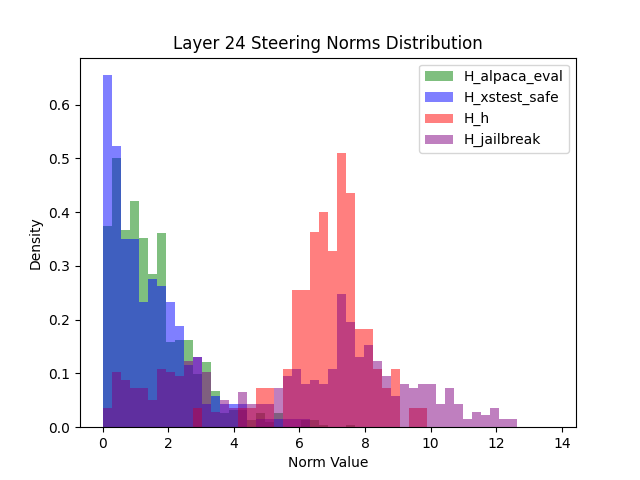 Layer 24 Steering Norms Distribution
H_alpaca_eval
H_xstest_safe
H_h
H_jailbreak
Density
0.6
0.5
0.4
0.3
0.2
0.1
0.0
0 2 4 6 8 10 12 14
Norm Value